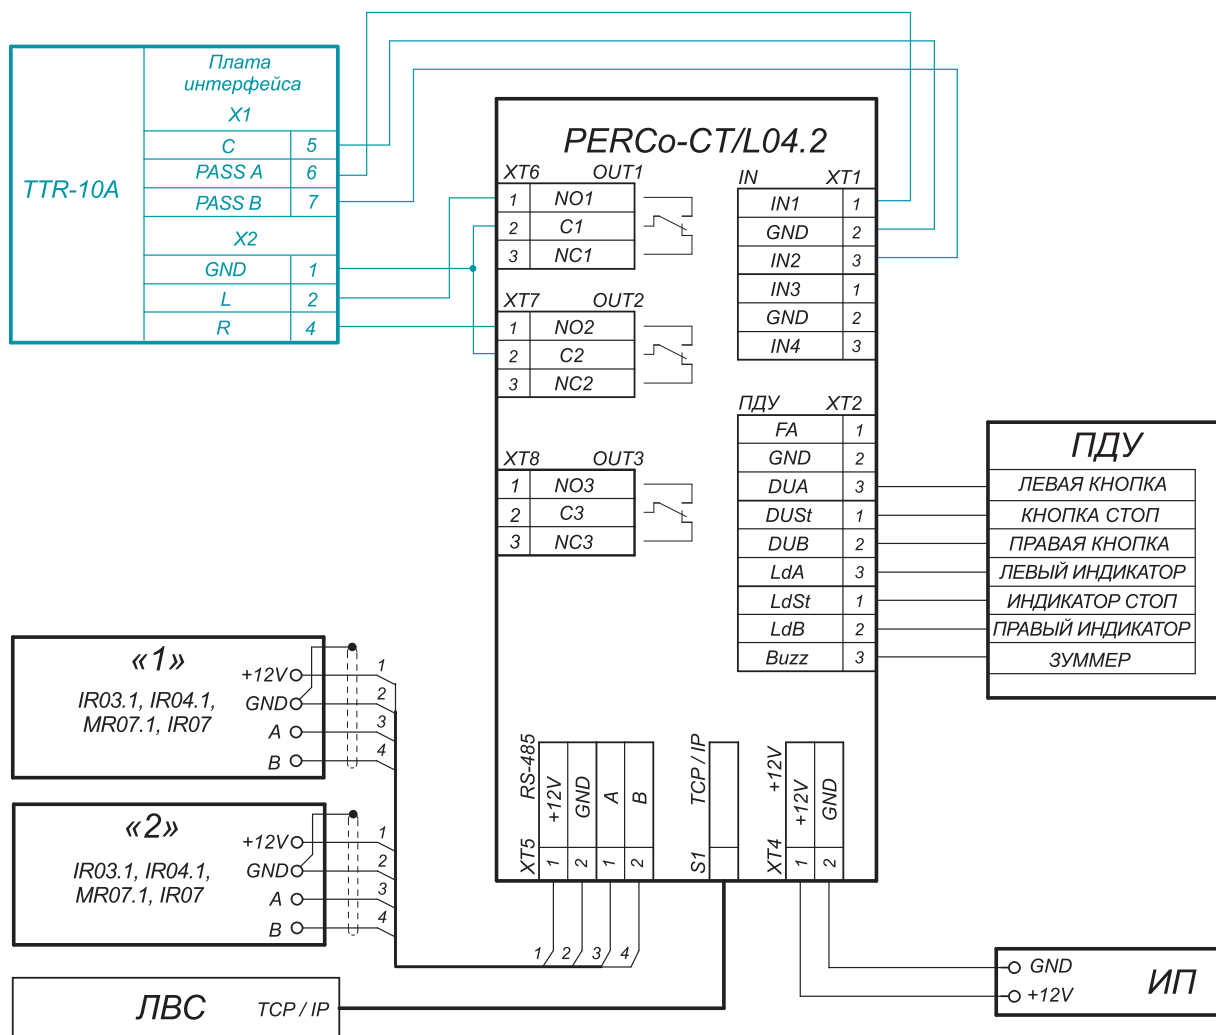 Плата
интерфейса
X1
TTR-10A
C 5
PASS A 6
PASS B 7
X2
GND 1
L 2
R 4
PERCo-CT/L04.2
XT6 OUT1
1 NO1
2 C1
3 NC1
XT7 OUT2
1 NO2
2 C2
3 NC2
XT8 OUT3
1 NO3
2 C3
3 NC3
IN XT1
IN1 1
GND 2
IN2 3
IN3 1
GND 2
IN4 3
ПДУ XT2
FA 1
GND 2
DUA 3
DUSt 1
DUB 2
LdA 3
LdSt 1
LdB 2
Buzz 3
ПДУ
ЛЕВАЯ КНОПКА
КНОПКА СТОП
ПРАВАЯ КНОПКА
ЛЕВЫЙ ИНДИКАТОР
ИНДИКАТОР СТОП
ПРАВЫЙ ИНДИКАТОР
ЗУММЕР
«1»
IR03.1, IR04.1,
MR07.1, IR07
+12V 1
GND 2
A 3
B 4
«2»
IR03.1, IR04.1,
MR07.1, IR07
+12V 1
GND 2
A 3
B 4
XT5 RS-485
1 +12V
2 GND
1 A
2 B
1 2 3 4
S1 TCP / IP
XT4 +12V
1 +12V
2 GND
ЛВС TCP / IP
GND
+12V
ИП